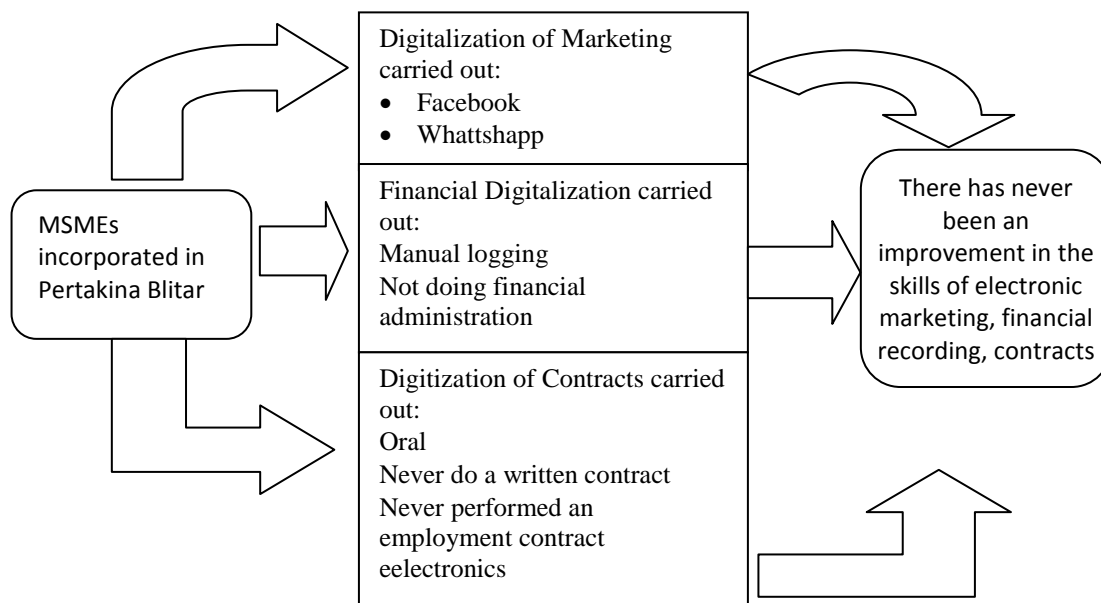 MSMEs
incorporated in
Pertakina Blitar
Digitalization of Marketing
carried out:
• Facebook
• Whattshapp
Financial Digitalization carried
out:
Manual logging
Not doing financial
administration
Digitization of Contracts carried
out:
Oral
Never do a written contract
Never performed an
employment contract
eelectronics
There has never
been an
improvement in the
skills of electronic
marketing, financial
recording, contracts